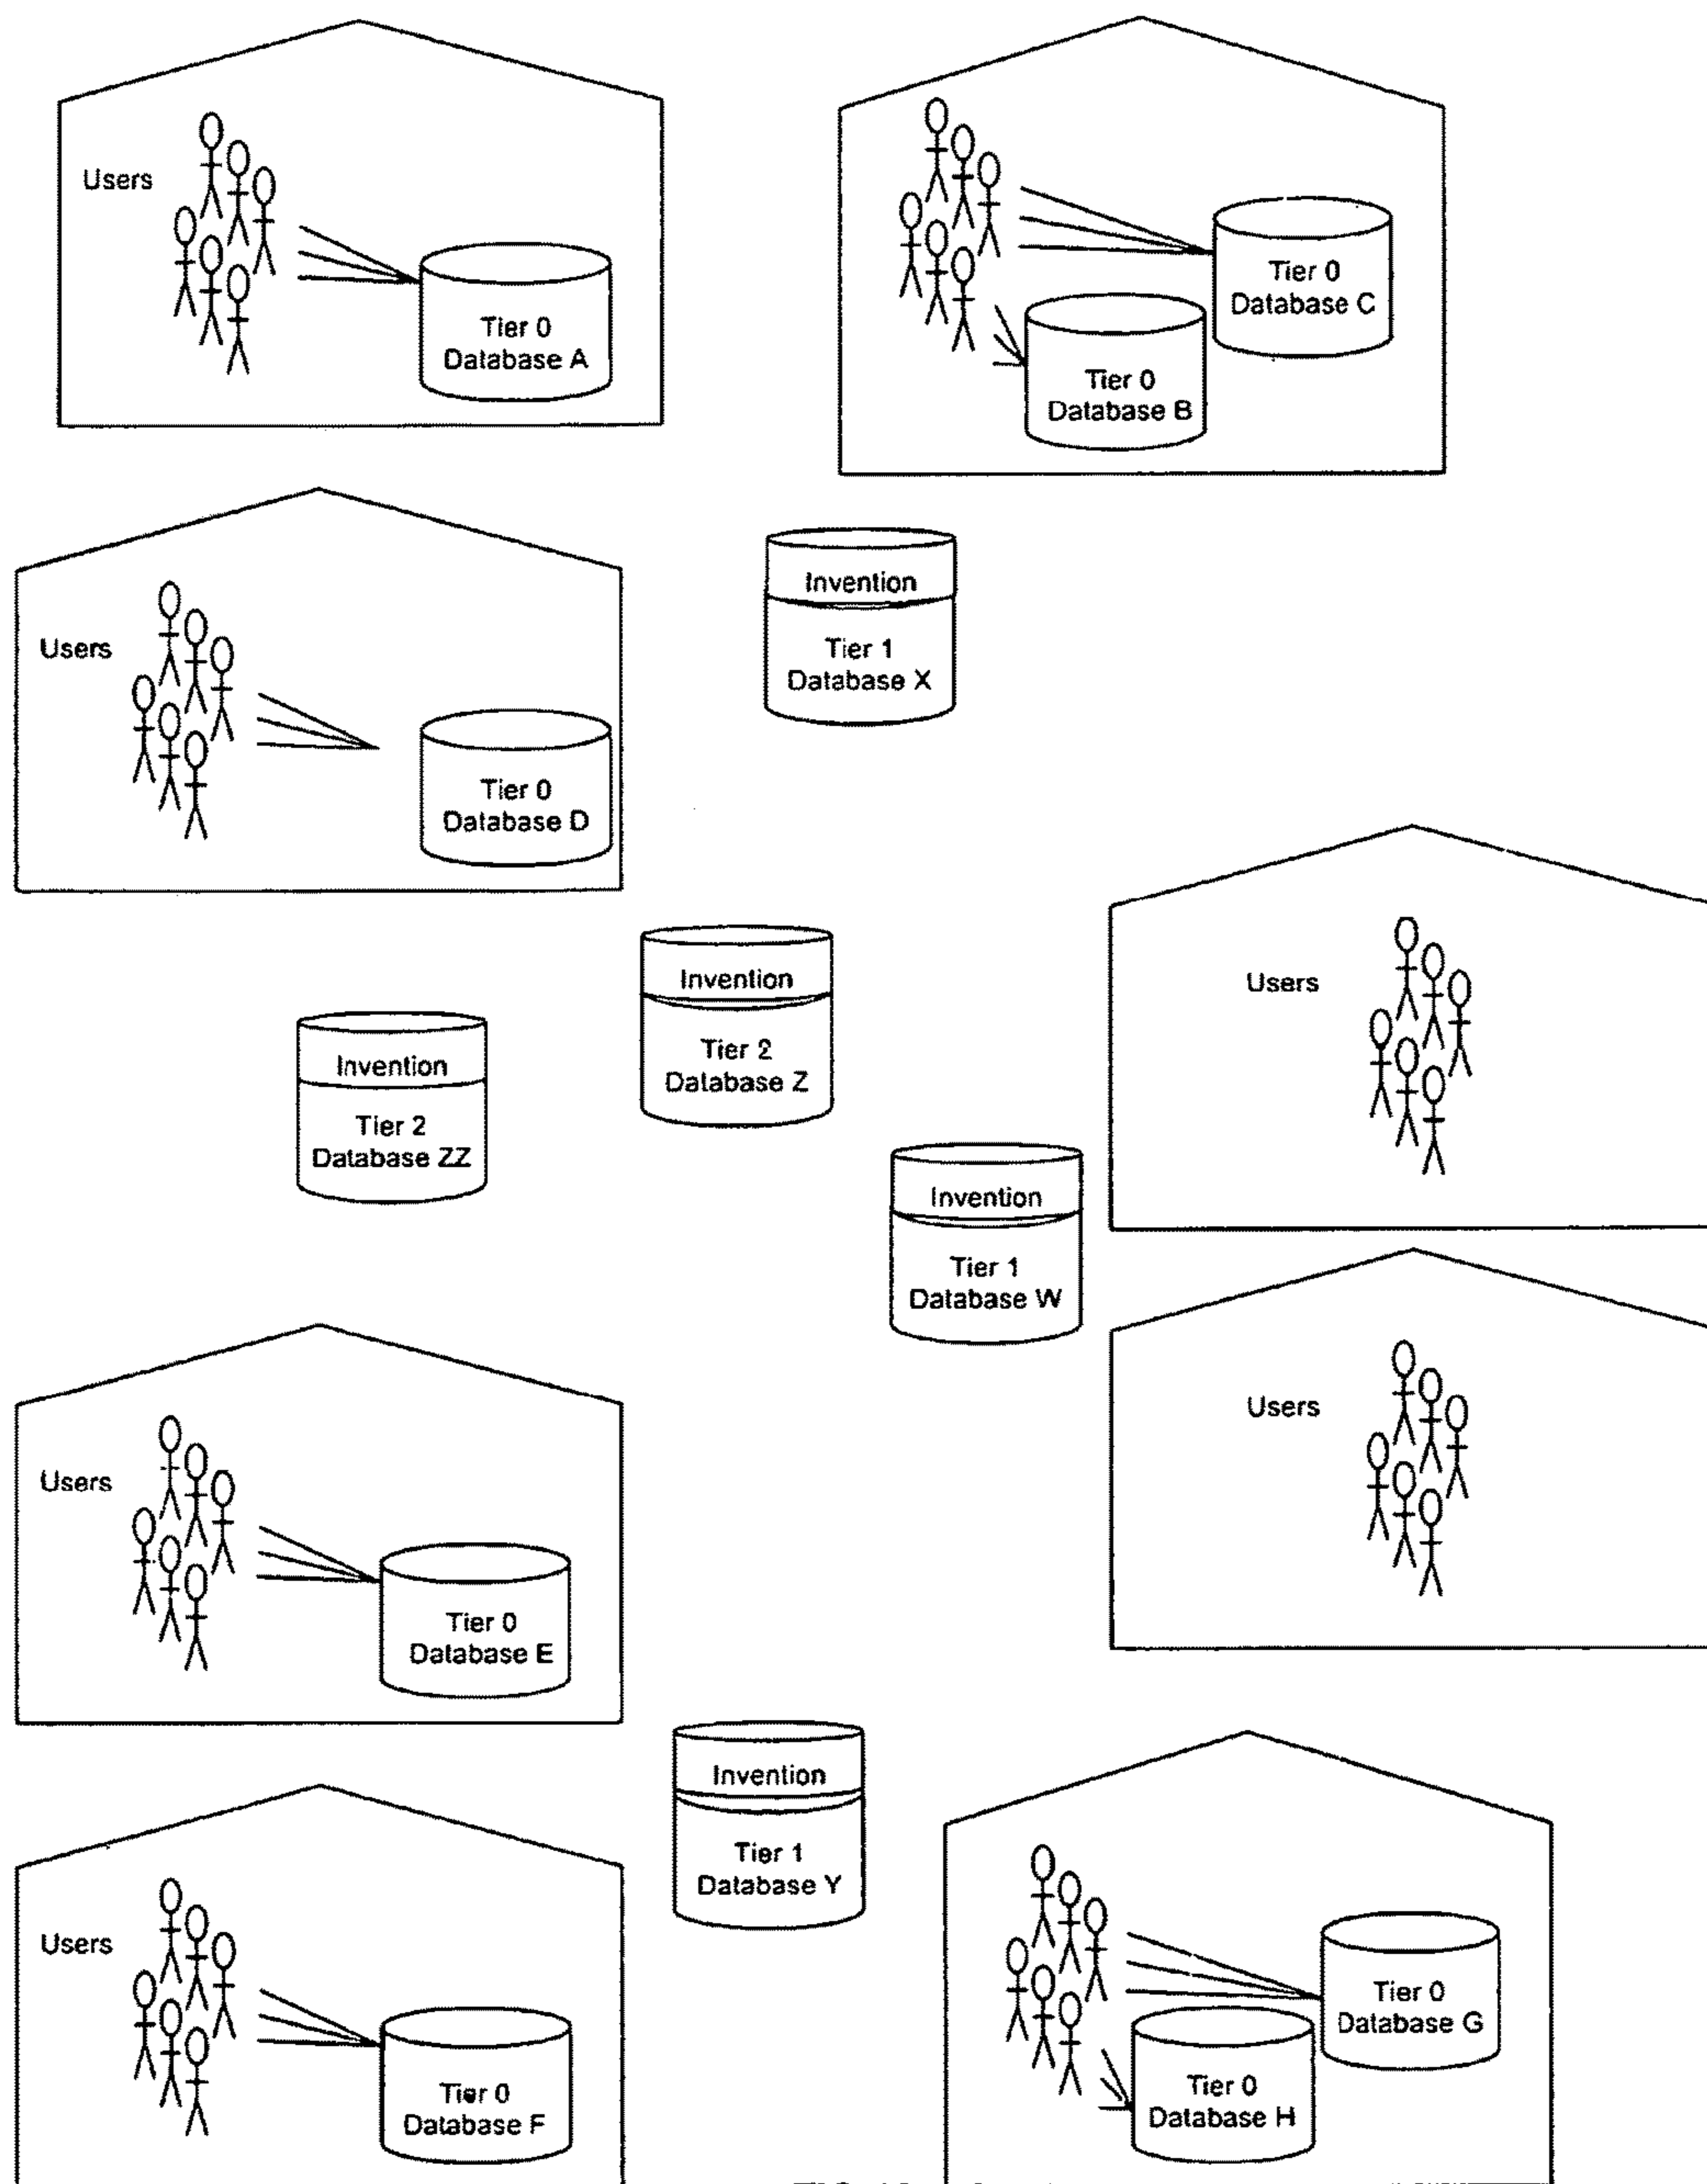 Users
Tier 0
Database A
Tier 0
Database C
Tier 0
Database B
Invention
Tier 1
Database X
Users
Tier 0
Database D
Invention
Tier 2
Database Z
Users
Invention
Tier 2
Database ZZ
Invention
Tier 1
Database W
Users
Users
Tier 0
Database E
Invention
Tier 1
Database Y
Users
Tier 0
Database F
Tier 0
Database G
Tier 0
Database H